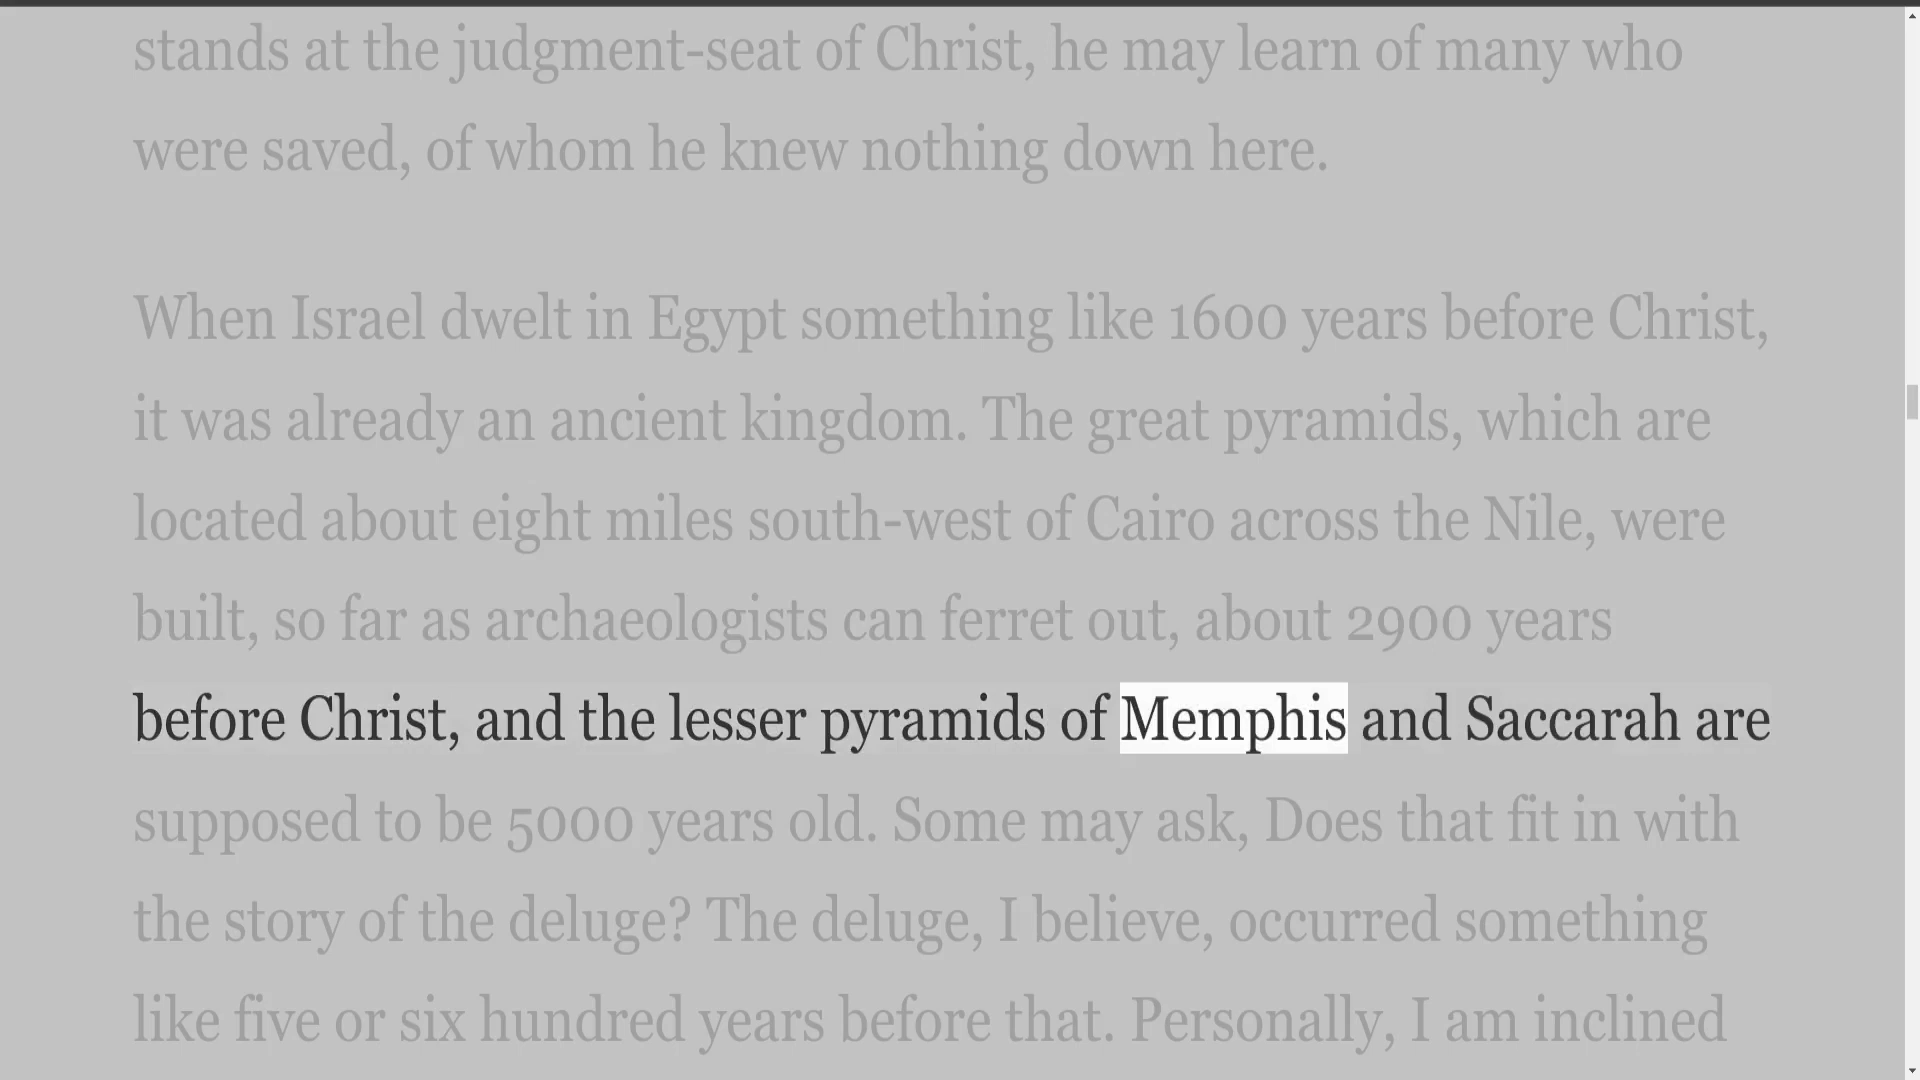 stands at the judgment-seat of Christ, he may learn of many who
were saved, of whom he knew nothing down here.
When Israel dwelt in Egypt something like 1600 years before Christ,
it was already an ancient kingdom. The great pyramids, which are
located about eight miles south-west of Cairo across the Nile, were
built, so far as archaeologists can ferret out, about 2900 years
before Christ, and the lesser pyramids of Memphis and Saccarah are
supposed to be 5000 years old. Some may ask, Does that fit in with
the story of the deluge? The deluge, I believe, occurred something
like five or six hundred years before that. Personally, I am inclined